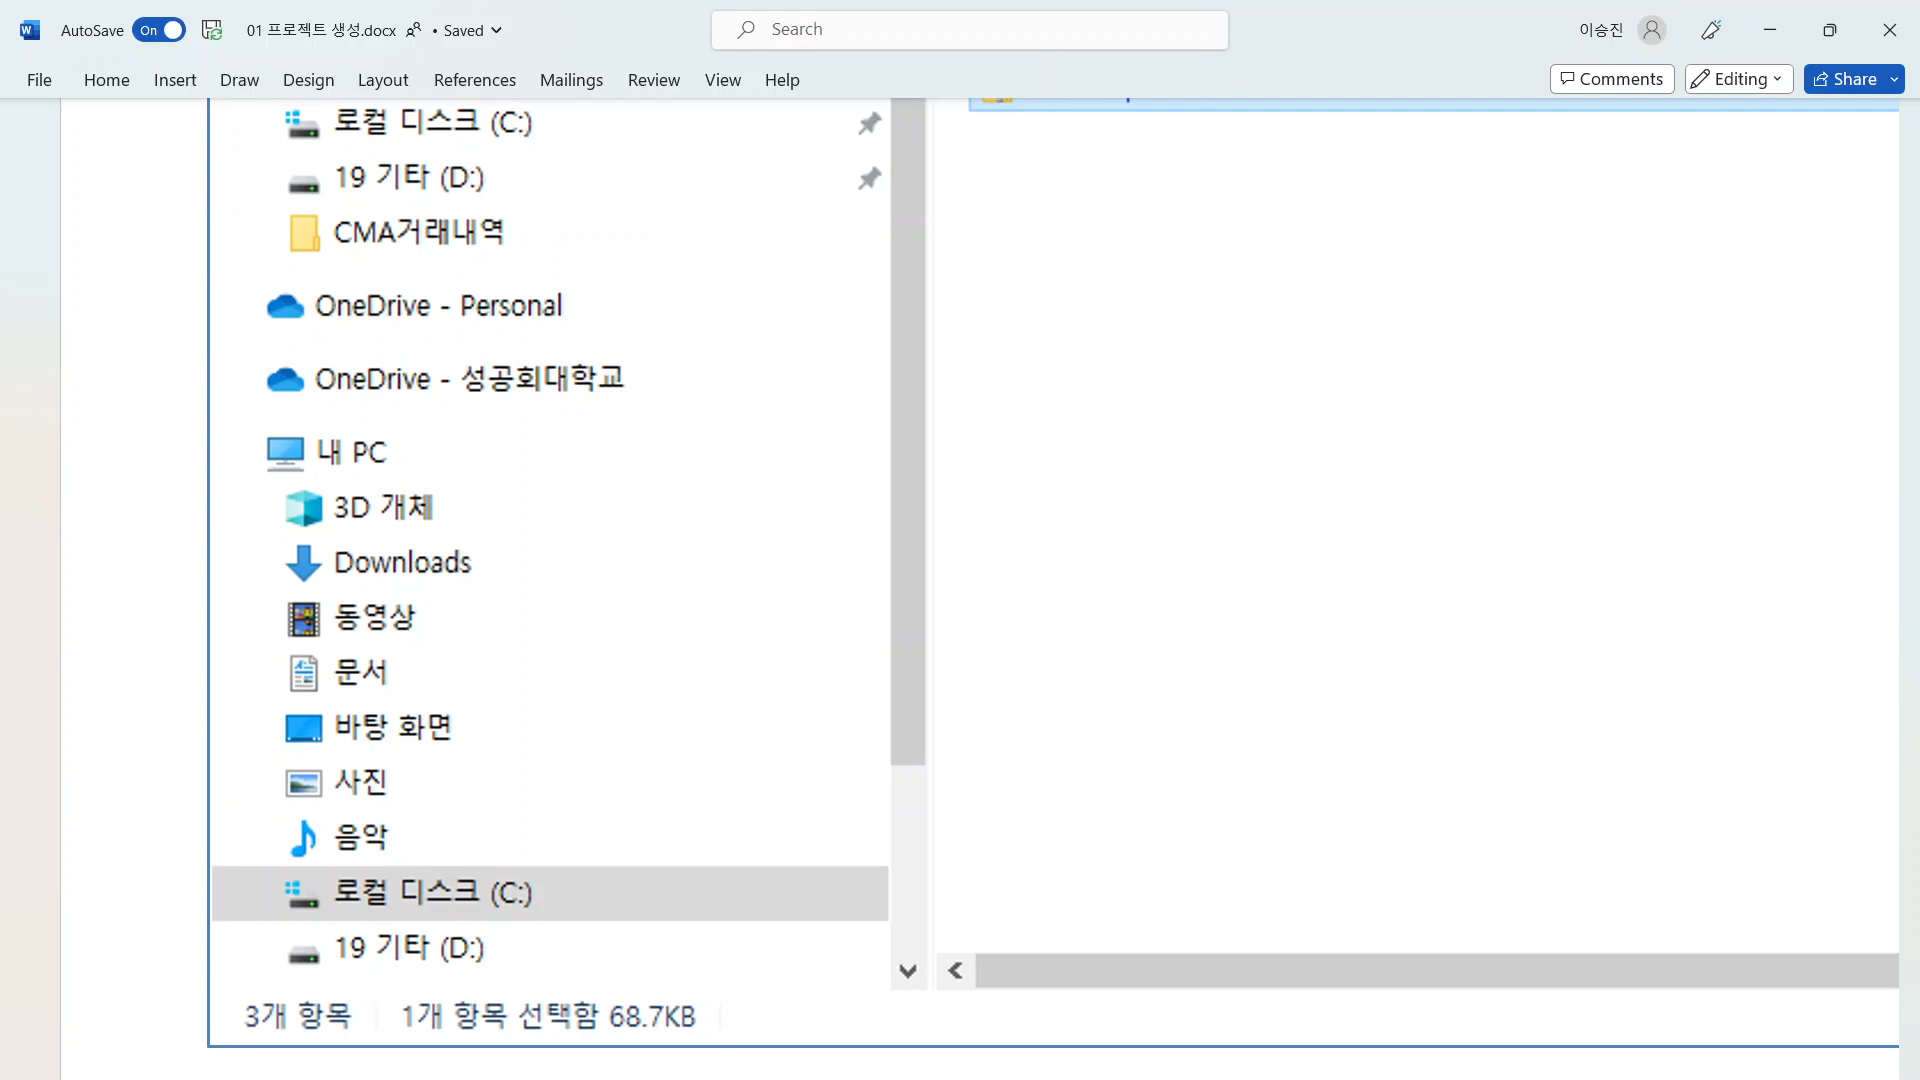 AutoSave On 01 프로젝트 생성.docx • Saved Search 이승진
File Home Insert Draw Design Layout References Mailings Review View Help Comments Editing Share
로컬 디스크 (C:)
19 기타 (D:)
CMA거래내역
OneDrive - Personal
OneDrive - 성공회대학교
내 PC
3D 개체
Downloads
동영상
문서
바탕 화면
사진
음악
로컬 디스크 (C:)
19 기타 (D:)
3개 항목 1개 항목 선택함 68.7KB